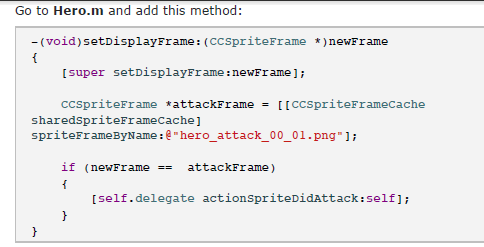 Go to Hero.m and add this method:
-(void)setDisplayFrame:(CCSpriteFrame *)newFrame
{
[super setDisplayFrame:newFrame];
CCSpriteFrame *attackFrame = [[CCSpriteFrameCache
sharedSpriteFrameCache]
spriteFrameByName:@"hero_attack_00_01.png"];
if (newFrame ==  attackFrame)
{
[self.delegate actionSpriteDidAttack:self];
}
}